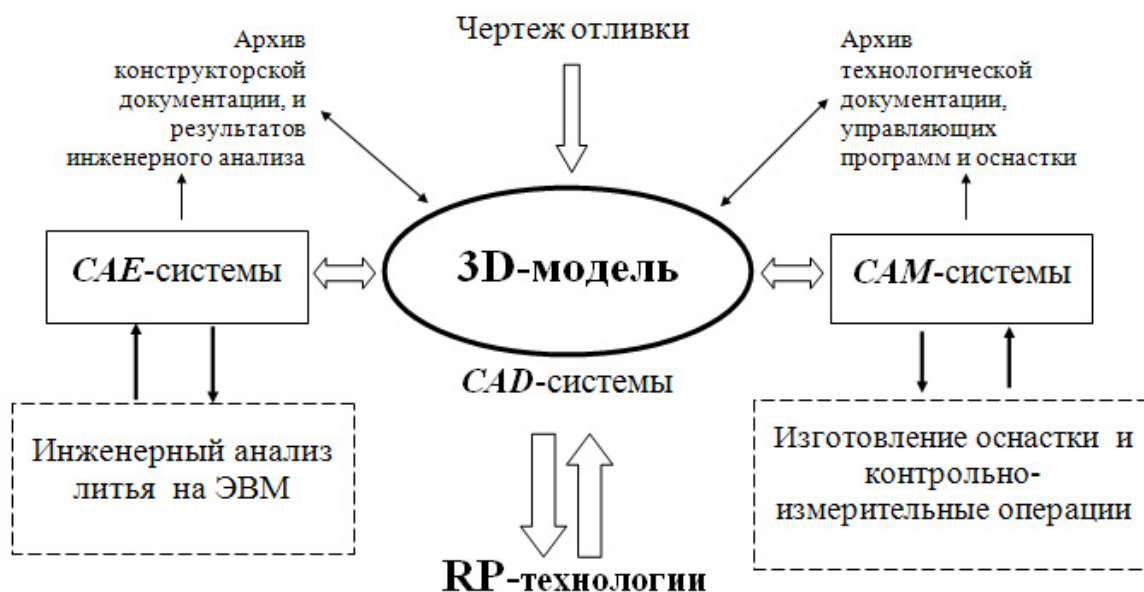 Чертеж отливки
Архив
конструкторской
документации, и
результатов
инженерного анализа
Архив
технологической
документации,
управляющих
программ и оснастки
CAE-системы
3D-модель
CAM-системы
CAD-системы
Инженерный анализ
литья на ЭВМ
Изготовление оснастки и
контрольно-
измерительные операции
RP-технологии